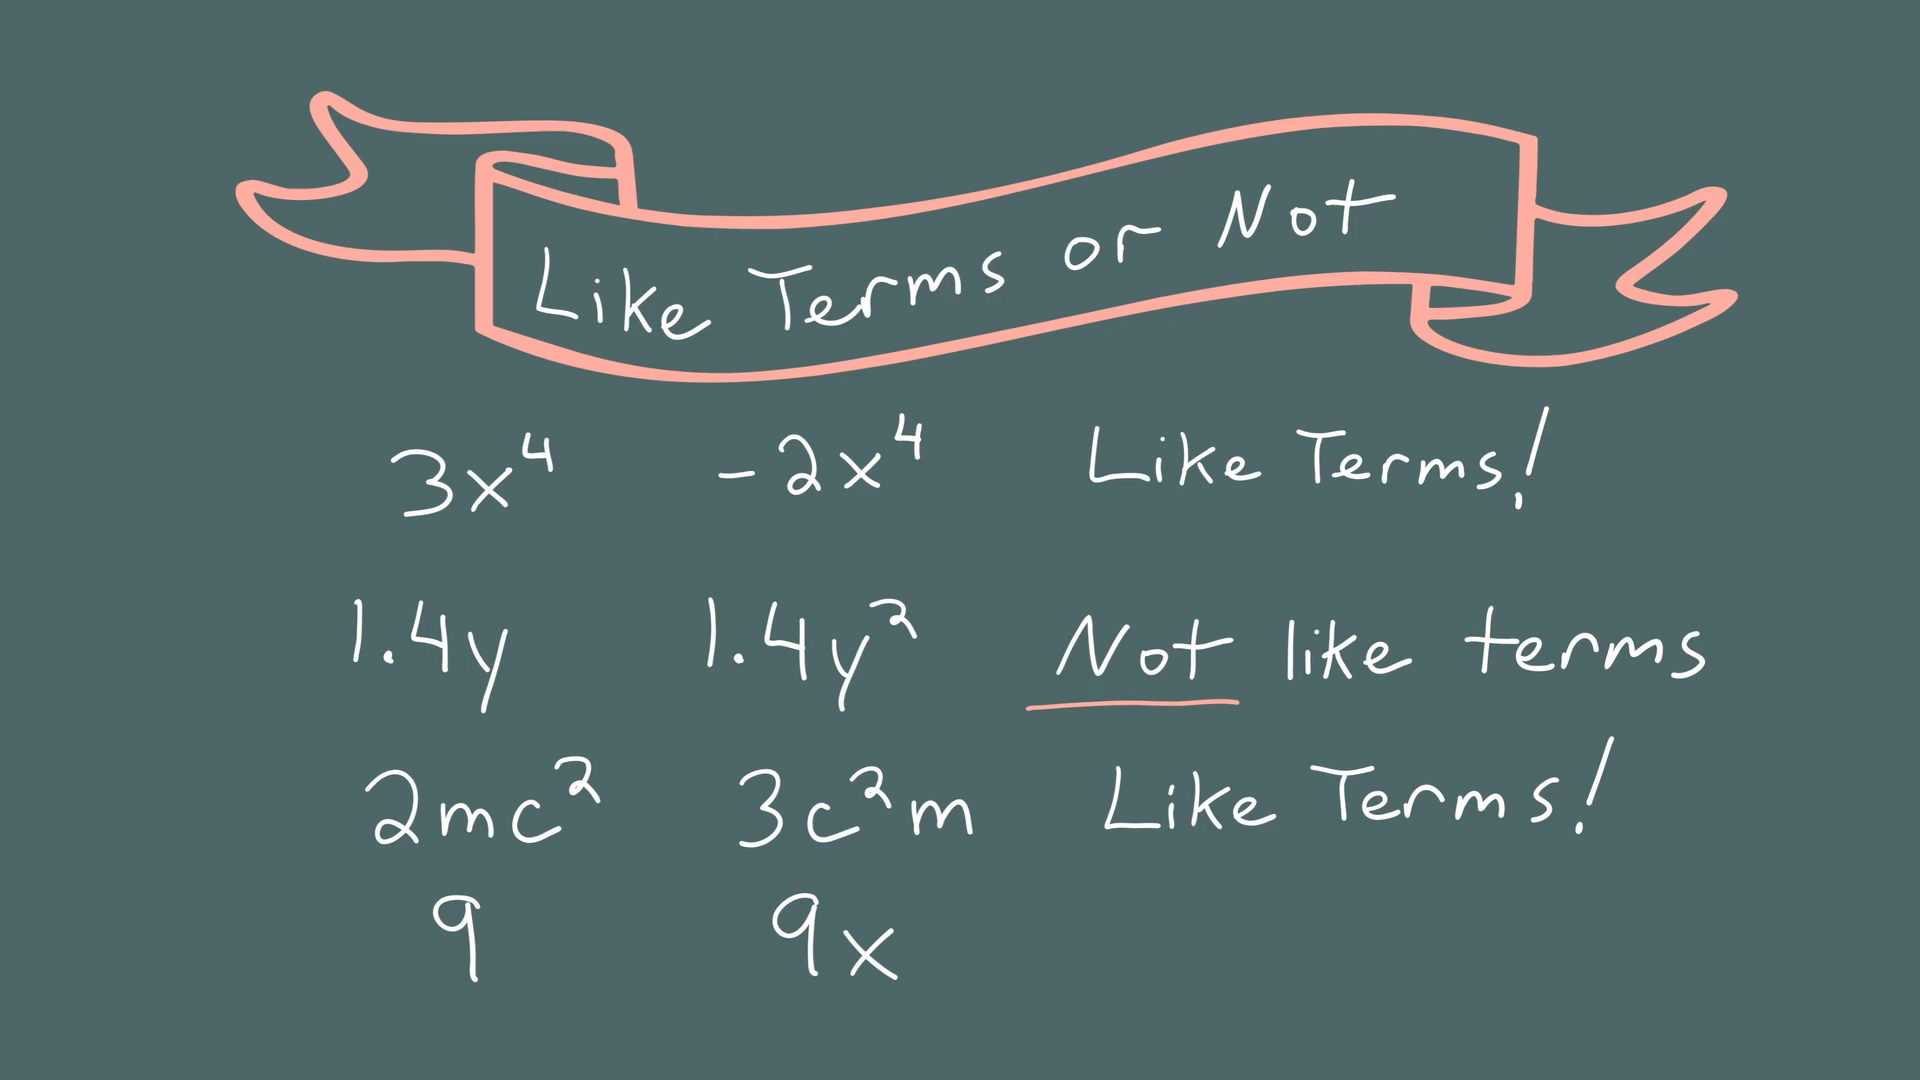 Like Terms or Not
3x⁴ -2x⁴ Like Terms!
1.4y 1.4y² Not like terms
2mc² 3c²m Like Terms!
9 9x